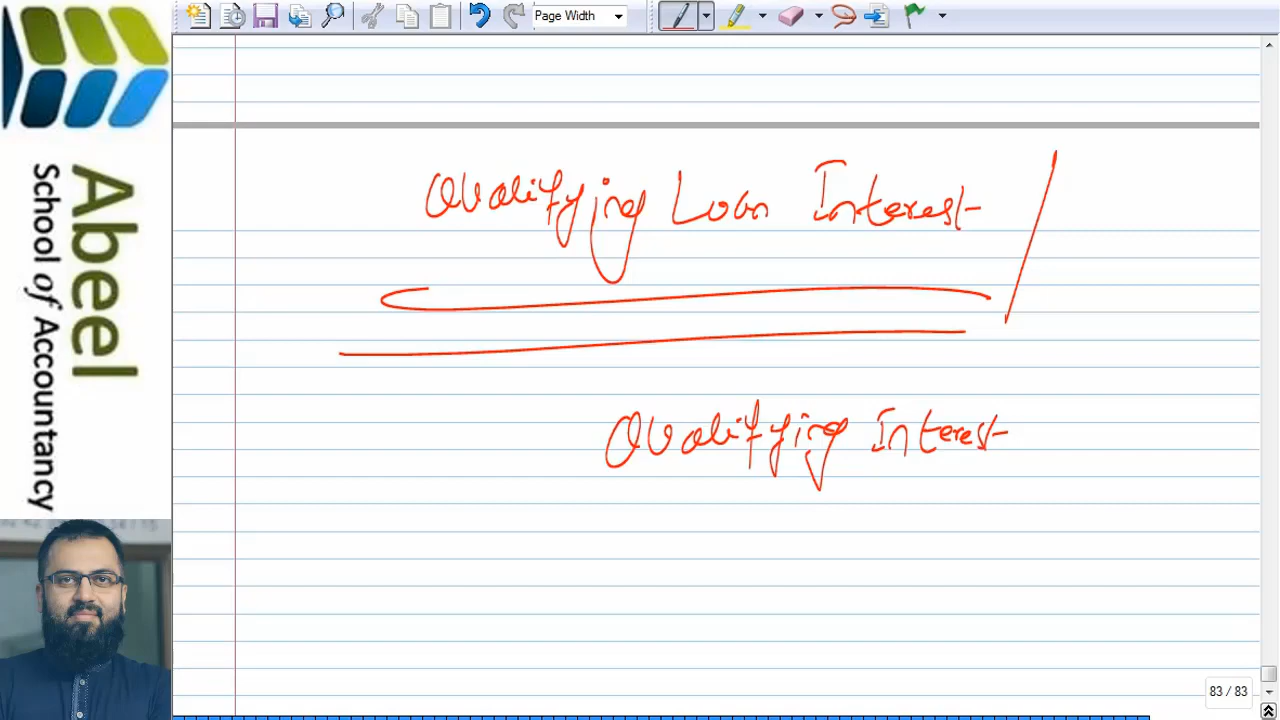 Page Width
Abeel
School of Accountancy
Qualifying Loan Interest
Qualifying Interest
83 / 83